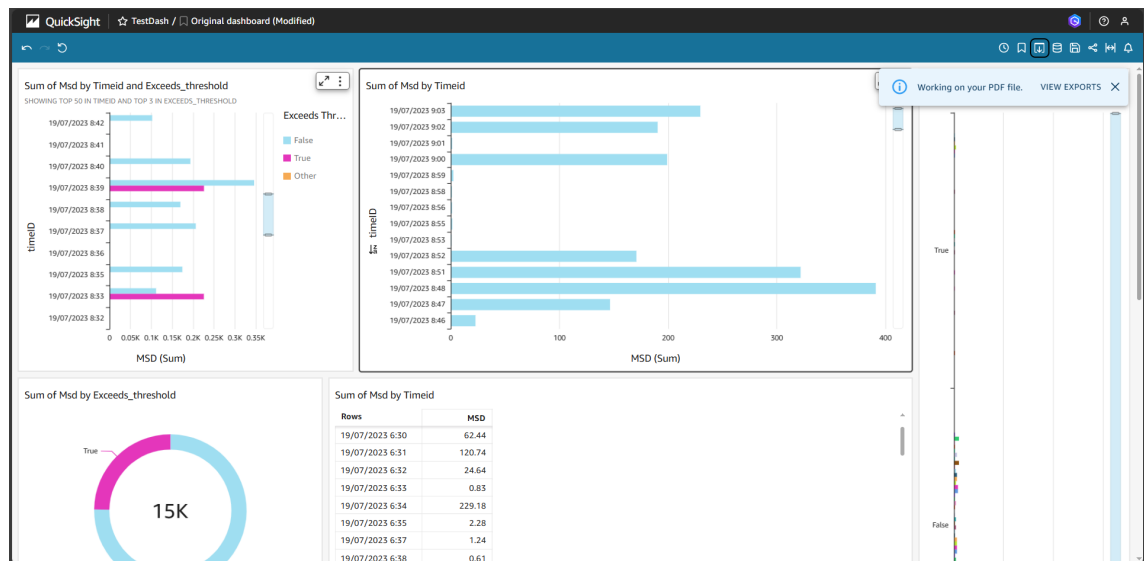 QuickSight TestDash / Original dashboard (Modified)
Working on your PDF file. VIEW EXPORTS
Sum of Msd by Timeid and Exceeds_threshold
SHOWING TOP 50 IN TIMEID AND TOP 3 IN EXCEEDS_THRESHOLD
timeID
19/07/2023 8:42
19/07/2023 8:41
19/07/2023 8:40
19/07/2023 8:39
19/07/2023 8:38
19/07/2023 8:37
19/07/2023 8:36
19/07/2023 8:35
19/07/2023 8:33
19/07/2023 8:32
0 0.05K 0.1K 0.15K 0.2K 0.25K 0.3K 0.35K
MSD (Sum)
Exceeds Thr...
False
True
Other
Sum of Msd by Timeid
timeID
19/07/2023 9:03
19/07/2023 9:02
19/07/2023 9:01
19/07/2023 9:00
19/07/2023 8:59
19/07/2023 8:58
19/07/2023 8:56
19/07/2023 8:55
19/07/2023 8:53
19/07/2023 8:52
19/07/2023 8:51
19/07/2023 8:48
19/07/2023 8:47
19/07/2023 8:46
0 100 200 300 400
MSD (Sum)
True
False
Sum of Msd by Exceeds_threshold
True
15K
Sum of Msd by Timeid
Rows MSD
19/07/2023 6:30 62.44
19/07/2023 6:31 120.74
19/07/2023 6:32 24.64
19/07/2023 6:33 0.83
19/07/2023 6:34 229.18
19/07/2023 6:35 2.28
19/07/2023 6:37 1.24
19/07/2023 6:38 0.61